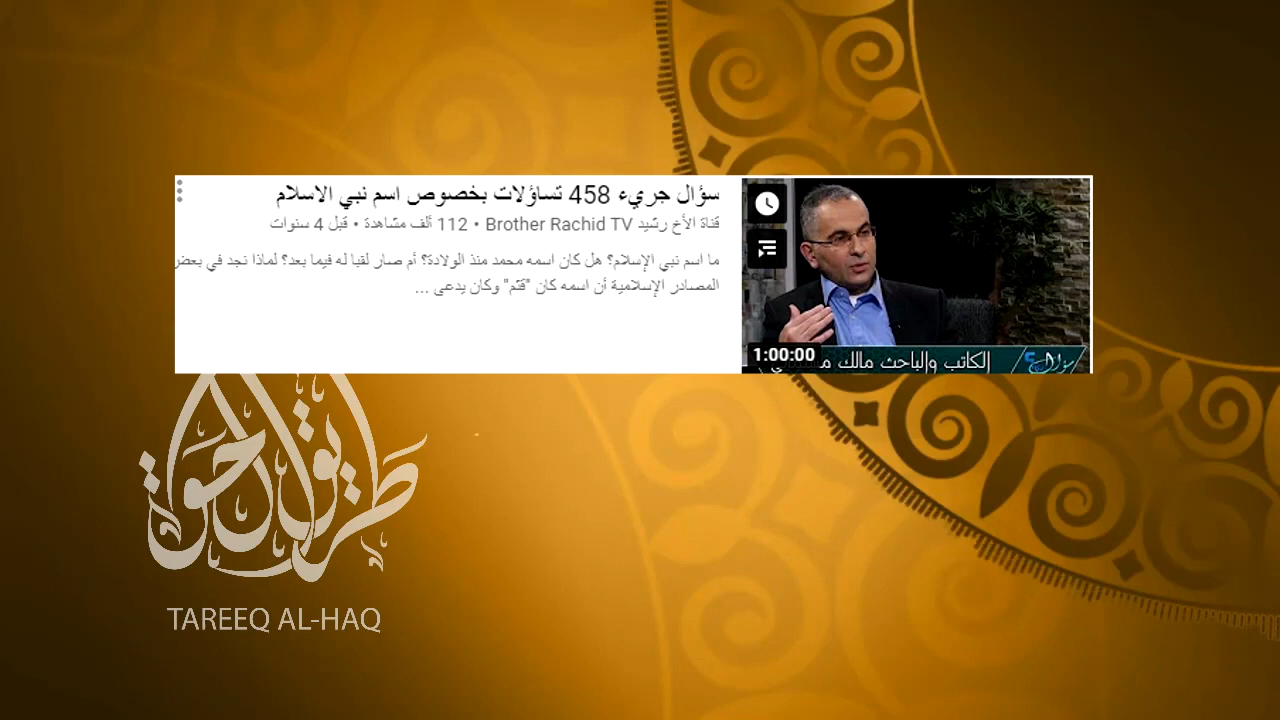 سؤال جريء 458 تساؤلات بخصوص اسم نبي الاسلام
قناة الأخ رشيد Brother Rachid TV • 112 ألف مشاهدة • قبل 4 سنوات
ما اسم نبي الإسلام؟ هل كان اسمه محمد منذ الولادة؟ أم صار لقبا له فيما بعد؟ لماذا نجد في بعض
المصادر الإسلامية أن اسمه كان "قثم" وكان يدعى ...
1:00:00
سؤال جريء
الكاتب والباحث مالك
طريق الحق
TAREEQ AL-HAQ